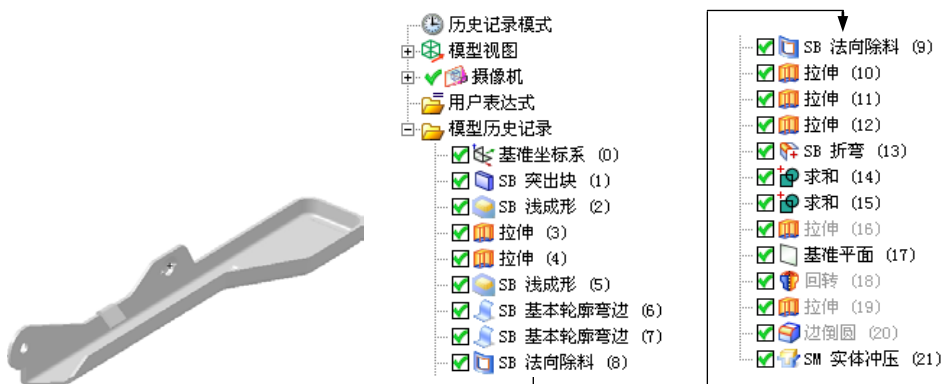 历史记录模式
模型视图
摄像机
用户表达式
模型历史记录
基准坐标系 (0)
SB 突出块 (1)
SB 浅成形 (2)
拉伸 (3)
拉伸 (4)
SB 浅成形 (5)
SB 基本轮廓弯边 (6)
SB 基本轮廓弯边 (7)
SB 法向除料 (8)
SB 法向除料 (9)
拉伸 (10)
拉伸 (11)
拉伸 (12)
SB 折弯 (13)
求和 (14)
求和 (15)
拉伸 (16)
基准平面 (17)
回转 (18)
拉伸 (19)
边倒圆 (20)
SM 实体冲压 (21)